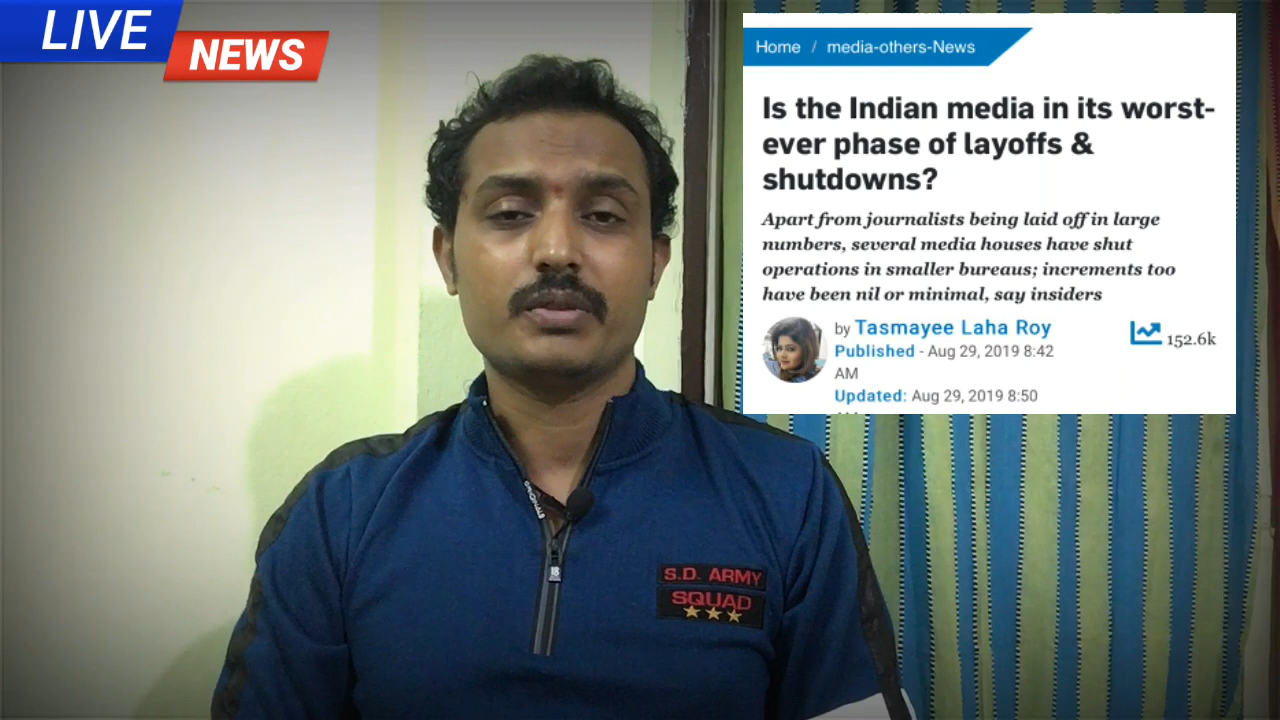 LIVE
NEWS
Home / media-others-News
Is the Indian media in its worst-
ever phase of layoffs &
shutdowns?
Apart from journalists being laid off in large
numbers, several media houses have shut
operations in smaller bureaus; increments too
have been nil or minimal, say insiders
by Tasmayee Laha Roy
Published - Aug 29, 2019 8:42
AM
152.6k
Updated: Aug 29, 2019 8:50
ORIGINALS
18
S.D. ARMY
SQUAD